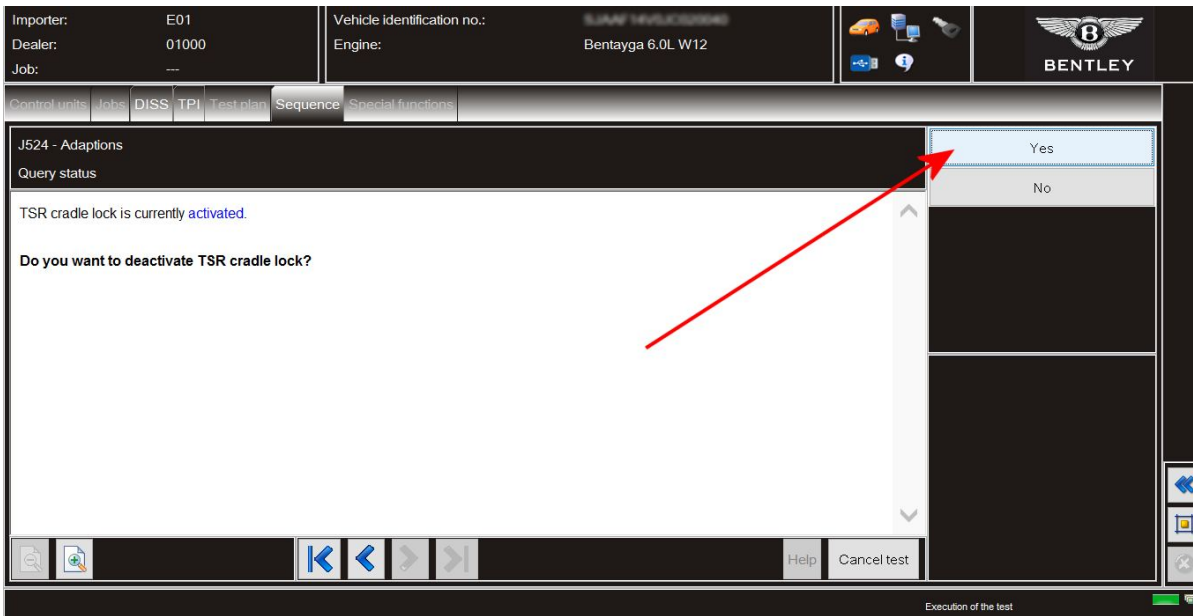 Importer: E01
Dealer: 01000
Job: ---
Vehicle identification no.:
Engine: Bentayga 6.0L W12
B
BENTLEY
Control units Jobs DISS TPI Test plan Sequence Special functions
J524 - Adaptions
Query status
TSR cradle lock is currently activated.
Do you want to deactivate TSR cradle lock?
Yes
No
Help Cancel test
Execution of the test